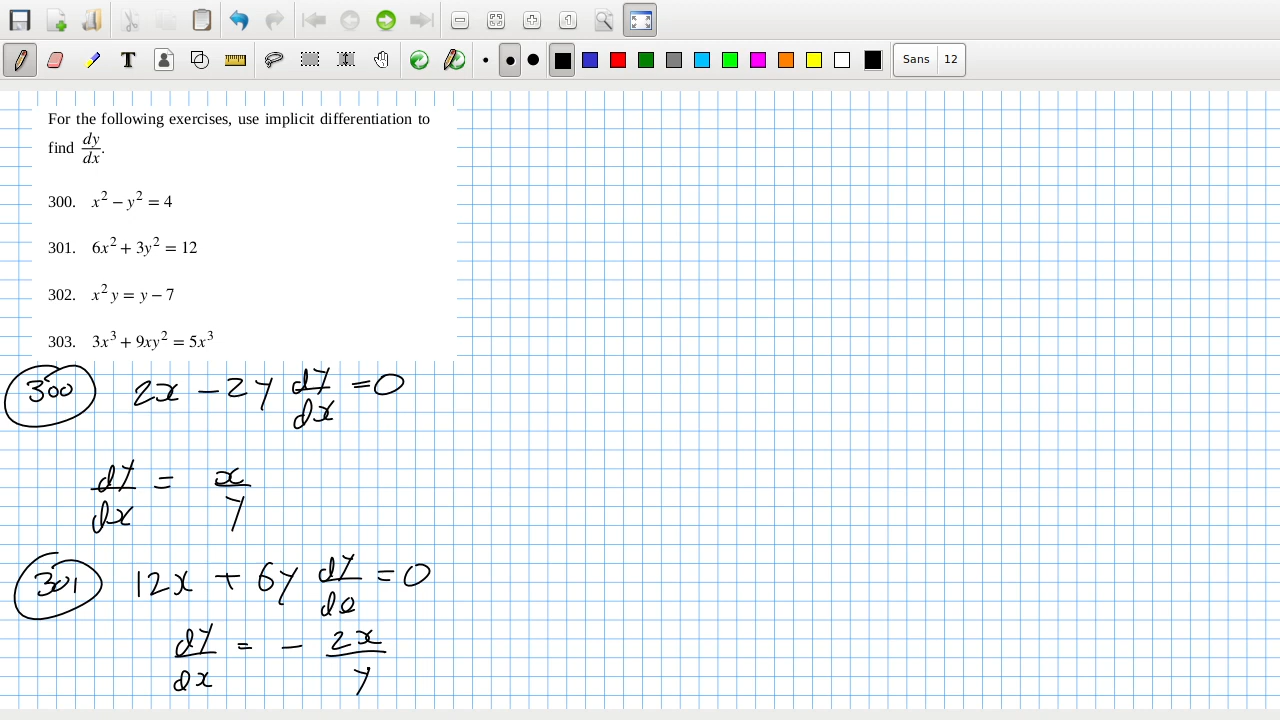 Sans 12
For the following exercises, use implicit differentiation to
find dy/dx.
300. x² − y² = 4
301. 6x² + 3y² = 12
302. x²y = y − 7
303. 3x³ + 9xy² = 5x³
300 2x − 2y dy/dx = 0
dy/dx = x/y
301 12x + 6y dy/do = 0
dy/dx = − 2x/y